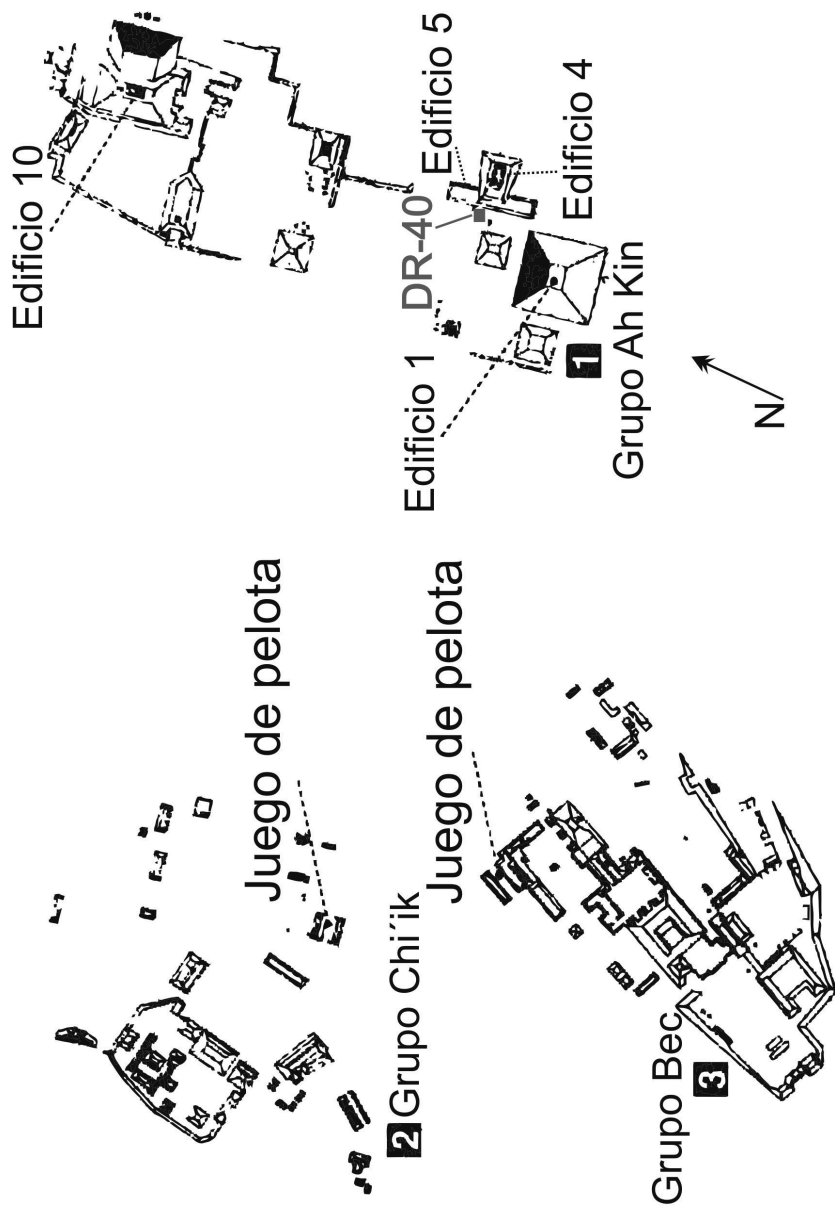 Edificio 10
Edificio 5
DR-40
Edificio 4
Edificio 1
1
Grupo Ah Kin
N
Juego de pelota
2 Grupo Chi´ik
Juego de pelota
Grupo Bec
3